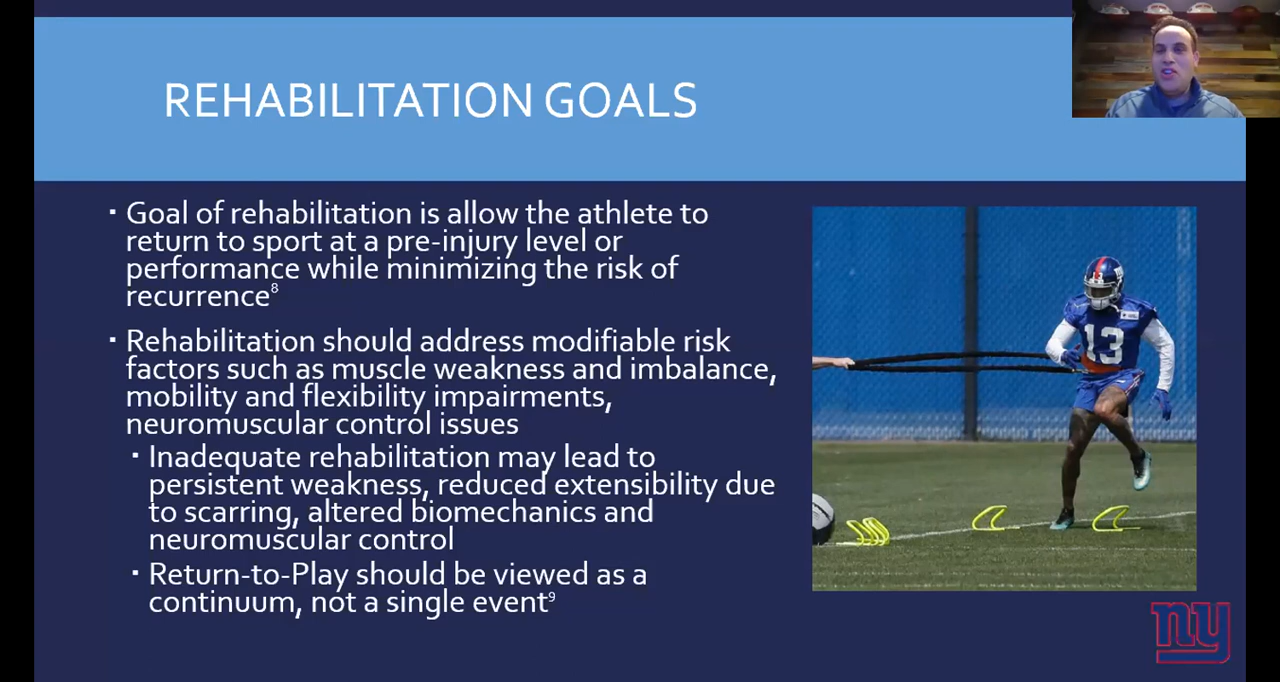 REHABILITATION GOALS
▪ Goal of rehabilitation is allow the athlete to
return to sport at a pre-injury level or
performance while minimizing the risk of
recurrence⁸
▪ Rehabilitation should address modifiable risk
factors such as muscle weakness and imbalance,
mobility and flexibility impairments,
neuromuscular control issues
▪ Inadequate rehabilitation may lead to
persistent weakness, reduced extensibility due
to scarring, altered biomechanics and
neuromuscular control
▪ Return-to-Play should be viewed as a
continuum, not a single event⁹
13
ny